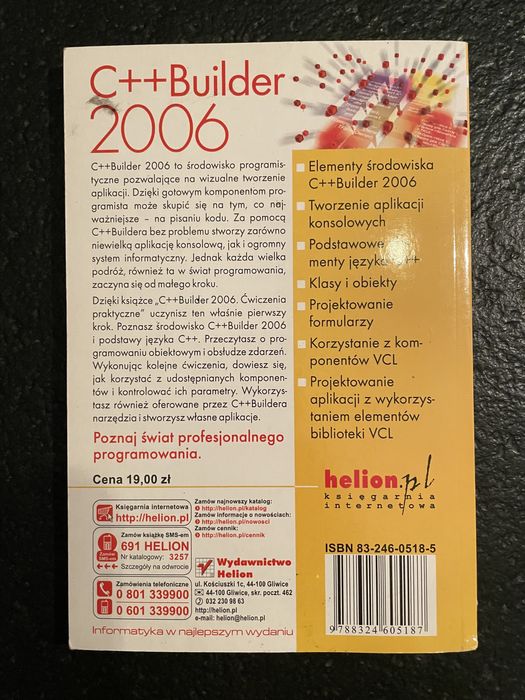 C++Builder
2006
C++Builder 2006 to środowisko programis-
tyczne pozwalające na wizualne tworzenie
aplikacji. Dzięki gotowym komponentom pro-
gramista może skupić się na tym, co naj-
ważniejsze – na pisaniu kodu. Za pomocą
C++Buildera bez problemu stworzy zarówno
niewielką aplikację konsolową, jak i ogromny
system informatyczny. Jednak każda wielka
podróż, również ta w świat programowania,
zaczyna się od małego kroku.
Dzięki książce „C++Builder 2006. Ćwiczenia
praktyczne” uczynisz ten właśnie pierwszy
krok. Poznasz środowisko C++Builder 2006
i podstawy języka C++. Przeczytasz o pro-
gramowaniu obiektowym i obsłudze zdarzeń.
Wykonując kolejne ćwiczenia, dowiesz się,
jak korzystać z udostępnianych komponen-
tów i kontrolować ich parametry. Wykorzys-
tasz również oferowane przez C++Buildera
narzędzia i stworzysz własne aplikacje.
Poznaj świat profesjonalnego
programowania.
Cena 19,00 zł
Elementy środowiska
C++Builder 2006
Tworzenie aplikacji
konsolowych
Podstawowe
menty języka C++
Klasy i obiekty
Projektowanie
formularzy
Korzystanie z kom-
ponentów VCL
Projektowanie
aplikacji z wykorzys-
taniem elementów
biblioteki VCL
helion.pl
księgarnia
internetowa
Księgarnia internetowa
http://helion.pl
Zamów książkę SMS-em
691 HELION
Zamów SMS-em
Nr katalogowy: 3257
Szczegóły na odwrocie
Zamówienia telefoniczne
0 801 339900
0 601 339900
Zamów najnowszy katalog:
http://helion.pl/katalog
Zamów informacje o nowościach:
http://helion.pl/nowosci
Zamów cennik:
http://helion.pl/cennik
Wydawnictwo
Helion
ul. Kościuszki 1c, 44-100 Gliwice
44-100 Gliwice, skr. poczt. 462
032 230 98 63
http://helion.pl
e-mail: helion@helion.pl
Informatyka w najlepszym wydaniu
ISBN 83-246-0518-5
9 788324 605187